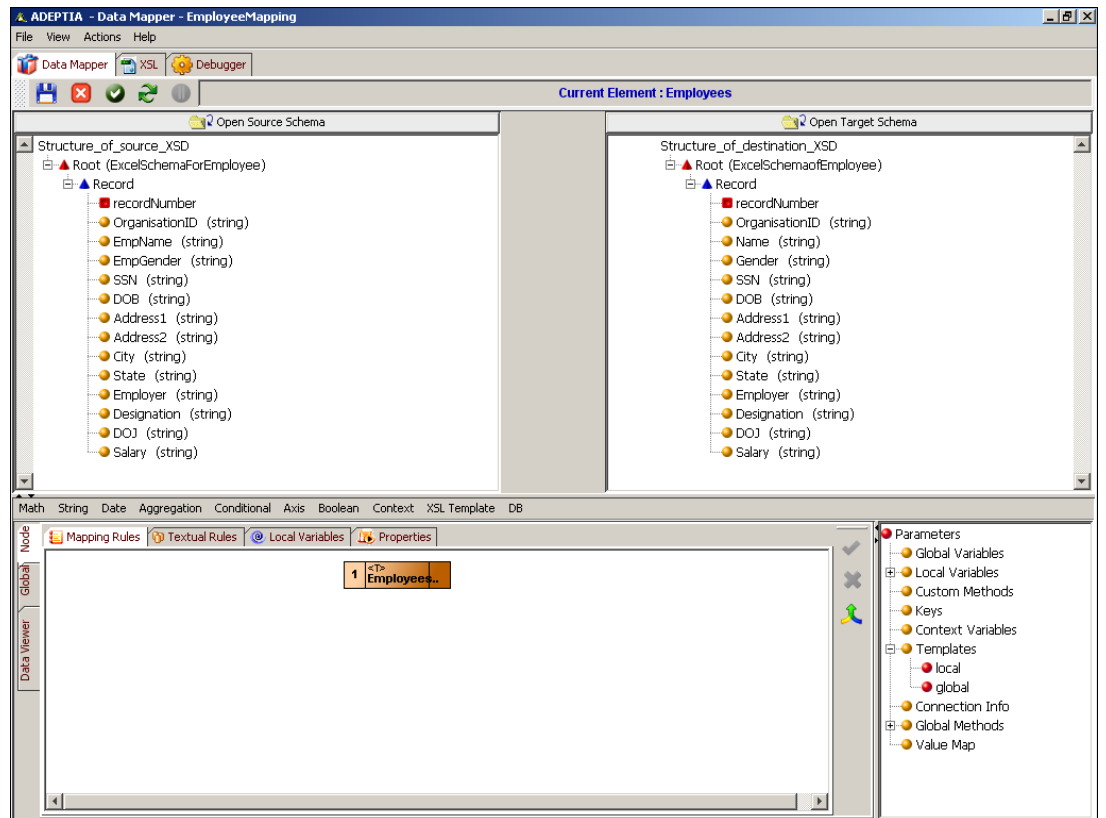 ADEPTIA - Data Mapper - EmployeeMapping
File View Actions Help
Data Mapper XSL Debugger
Current Element : Employees
Open Source Schema
Structure_of_source_XSD
Root (ExcelSchemaForEmployee)
Record
recordNumber
OrganisationID (string)
EmpName (string)
EmpGender (string)
SSN (string)
DOB (string)
Address1 (string)
Address2 (string)
City (string)
State (string)
Employer (string)
Designation (string)
DOJ (string)
Salary (string)
Open Target Schema
Structure_of_destination_XSD
Root (ExcelSchemaofEmployee)
Record
recordNumber
OrganisationID (string)
Name (string)
Gender (string)
SSN (string)
DOB (string)
Address1 (string)
Address2 (string)
City (string)
State (string)
Employer (string)
Designation (string)
DOJ (string)
Salary (string)
Math String Date Aggregation Conditional Axis Boolean Context XSL Template DB
Node
Global
Data Viewer
Mapping Rules Textual Rules Local Variables Properties
1 <T>
Employees..
Parameters
Global Variables
Local Variables
Custom Methods
Keys
Context Variables
Templates
local
global
Connection Info
Global Methods
Value Map